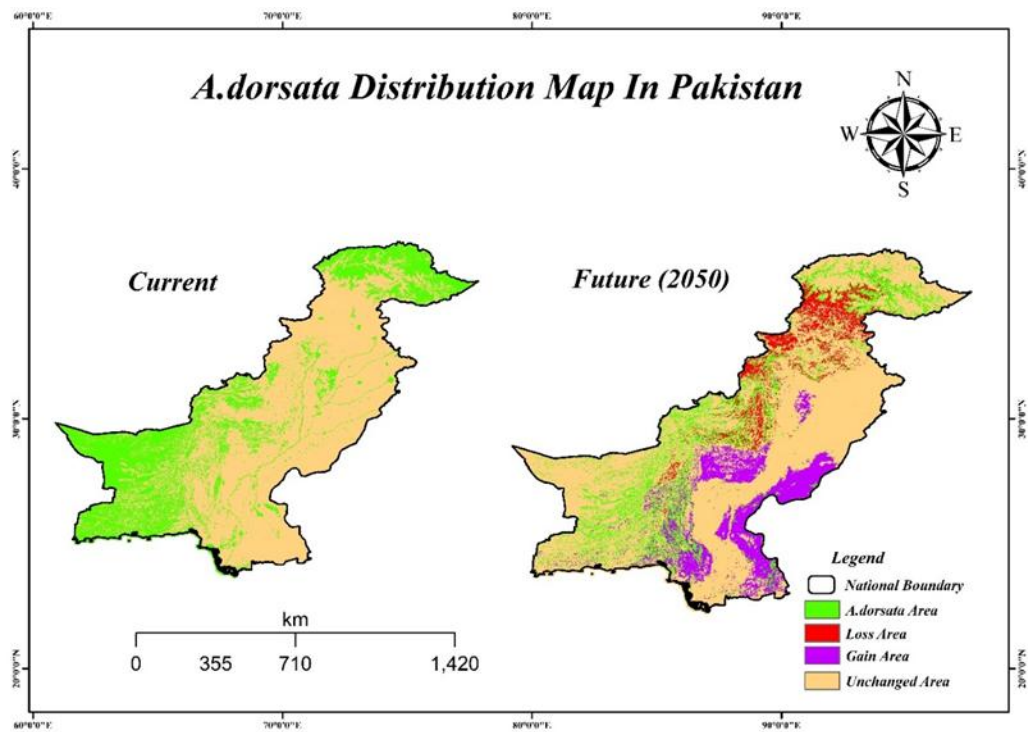 60°0'0"E 70°0'0"E 80°0'0"E 90°0'0"E
A.dorsata Distribution Map In Pakistan
N
W E
S
40°0'0"N 40°0'0"N
Current
Future (2050)
30°0'0"N 30°0'0"N
Legend
National Boundary
A.dorsata Area
Loss Area
Gain Area
Unchanged Area
km
0 355 710 1,420
20°0'0"N 20°0'0"N
60°0'0"E 70°0'0"E 80°0'0"E 90°0'0"E